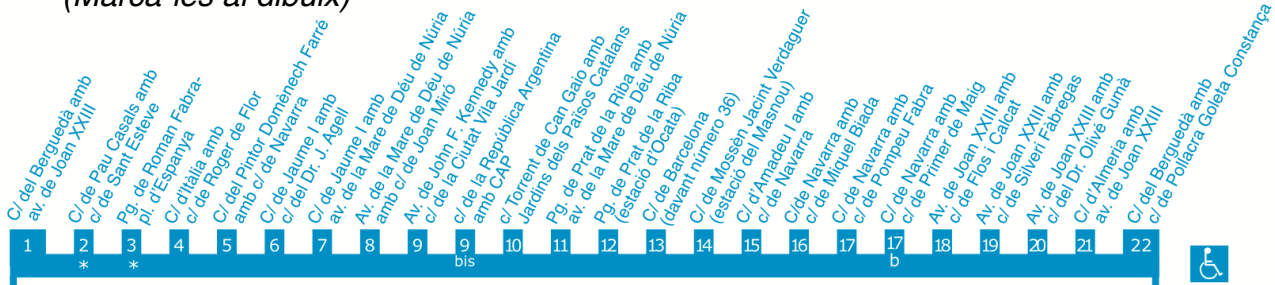 (Marca-les al dibuix)
C/ del Berguedà amb
av. de Joan XXIII
C/ de Pau Casals amb
c/ de Sant Esteve
Pg. de Roman Fabra-
pl. d'Espanya
C/ d'Itàlia amb
c/ de Roger de Flor
C/ del Pintor Domènech Farré
amb c/ de Navarra
C/ de Jaume I amb
c/ del Dr. J. Agell
C/ de Jaume I amb
av. de la Mare de Déu de Núria
Av. de la Mare de Déu de Núria
amb c/ de Joan Miró
Av. de John F. Kennedy amb
c/ de la Ciutat Vila Jardí
c/ de la República Argentina
amb CAP
c/ Torrent de Can Gaio amb
Jardins dels Països Catalans
Pg. de Prat de la Riba amb
av. de la Mare de Déu de Núria
Pg. de Prat de la Riba
(estació d'Ocata)
C/ de Barcelona
(davant número 36)
C/ de Mossèn Jacint Verdaguer
(estació del Masnou)
C/ d'Amadeu I amb
c/ de Navarra
C/de Navarra amb
c/ de Miquel Biada
C/ de Navarra amb
c/ de Pompeu Fabra
C/ de Navarra amb
c/ de Primer de Maig
Av. de Joan XXIII amb
c/ de Flos i Calcat
Av. de Joan XXIII amb
c/ de Silveri Fàbregas
Av. de Joan XXIII amb
c/ del Dr. Olivé Gumà
C/ d'Almeria amb
av. de Joan XXIII
C/ del Berguedà amb
c/ de Pollacra Goleta Constança
1 2 3 4 5 6 7 8 9 9 10 11 12 13 14 15 16 17 17 18 19 20 21 22
* * bis b